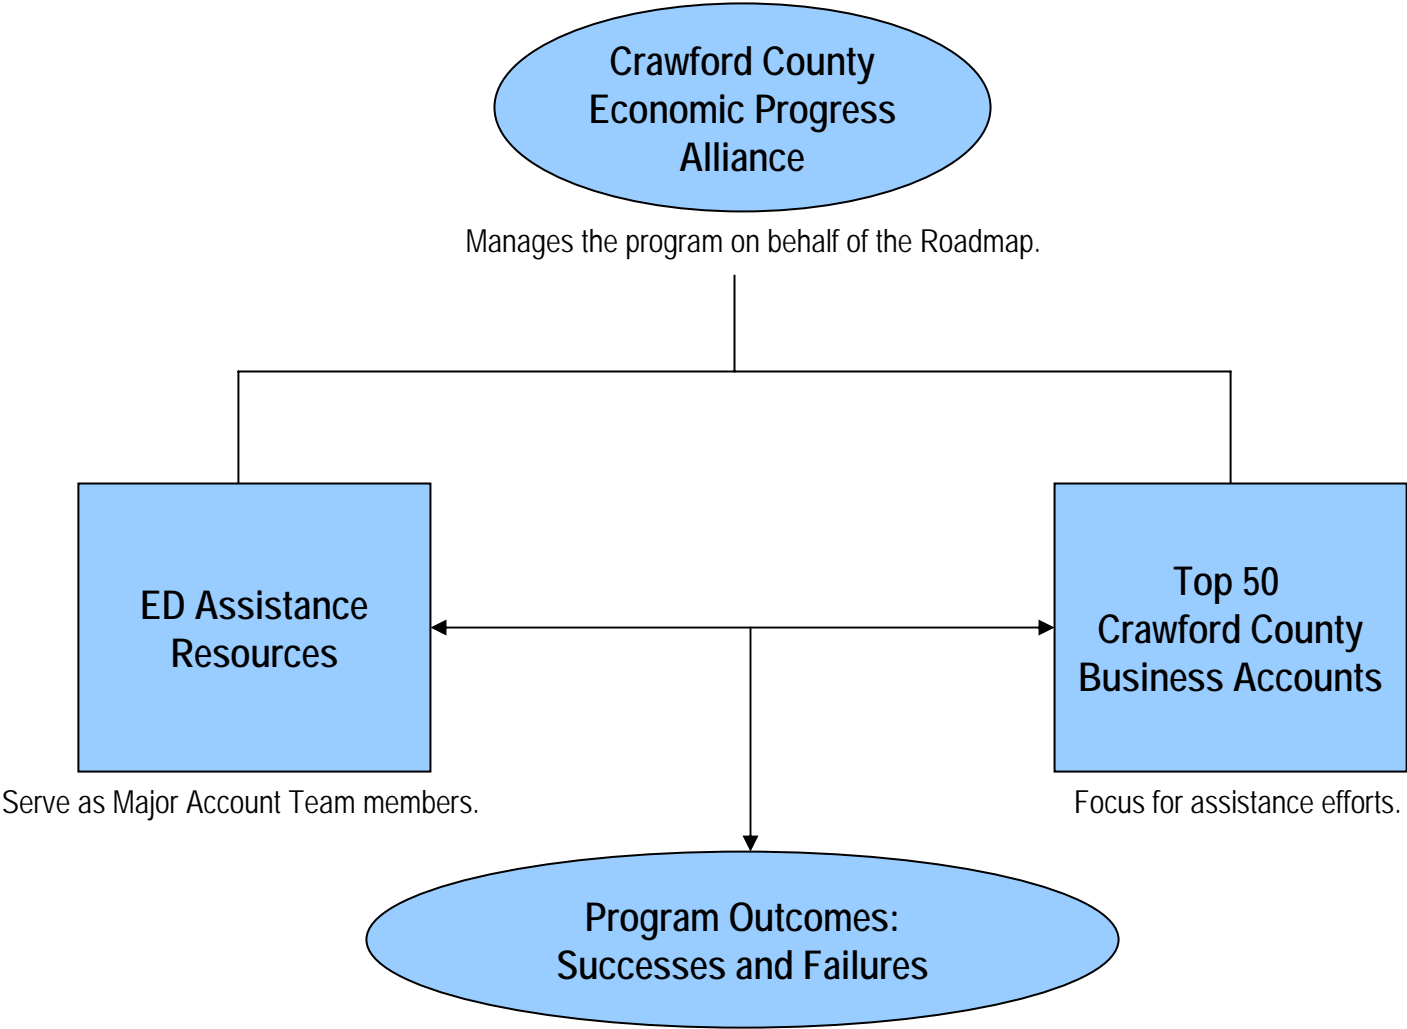 Crawford County
Economic Progress
Alliance
Manages the program on behalf of the Roadmap.
ED Assistance
Resources
Serve as Major Account Team members.
Top 50
Crawford County
Business Accounts
Focus for assistance efforts.
Program Outcomes:
Successes and Failures